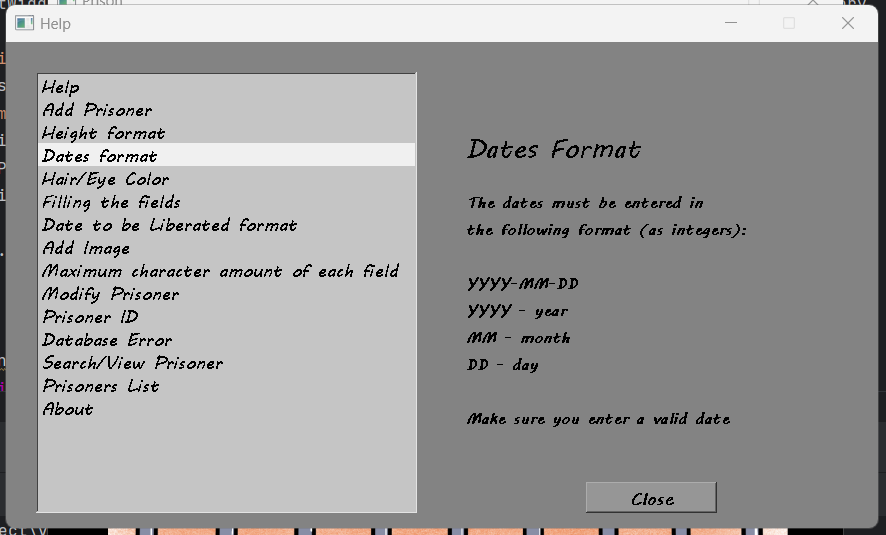 Help
Help
Add Prisoner
Height format
Dates format
Hair/Eye Color
Filling the fields
Date to be Liberated format
Add Image
Maximum character amount of each field
Modify Prisoner
Prisoner ID
Database Error
Search/View Prisoner
Prisoners List
About
Dates Format
The dates must be entered in
the following format (as integers):
YYYY-MM-DD
YYYY - year
MM - month
DD - day
Make sure you enter a valid date
Close